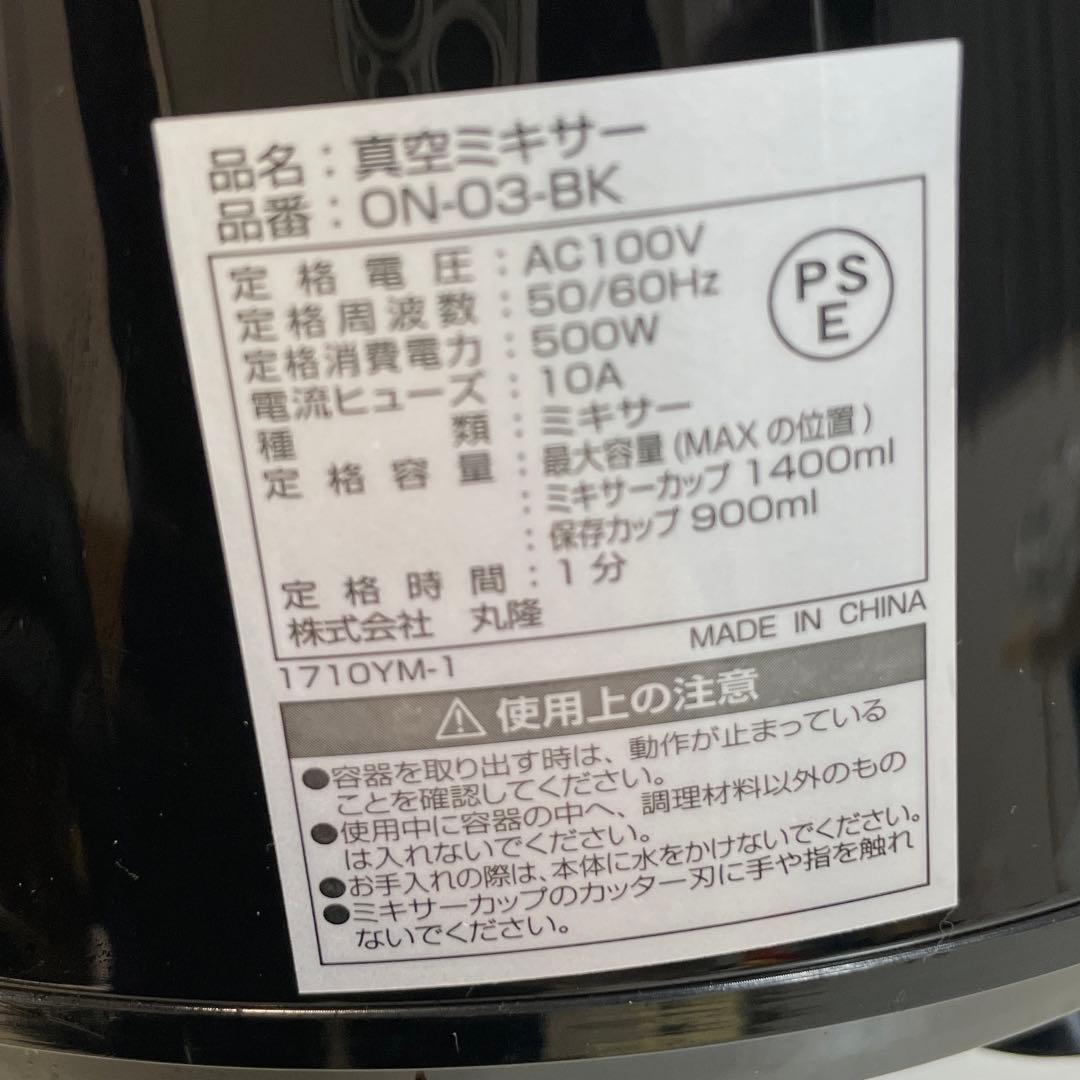 品名：真空ミキサー
品番：ON-03-BK
定格電圧：AC100V
定格周波数：50/60Hz
定格消費電力：500W
電流ヒューズ：10A
種類：ミキサー
定格容量：最大容量(MAXの位置)
：ミキサーカップ 1400ml
：保存カップ 900ml
定格時間：1分
PSE
株式会社 丸隆
1710YM-1
MADE IN CHINA
⚠使用上の注意
●容器を取り出す時は、動作が止まっている
ことを確認してください。
●使用中に容器の中へ、調理材料以外のもの
は入れないでください。
●お手入れの際は、本体に水をかけないでください。
●ミキサーカップのカッター刃に手や指を触れ
ないでください。